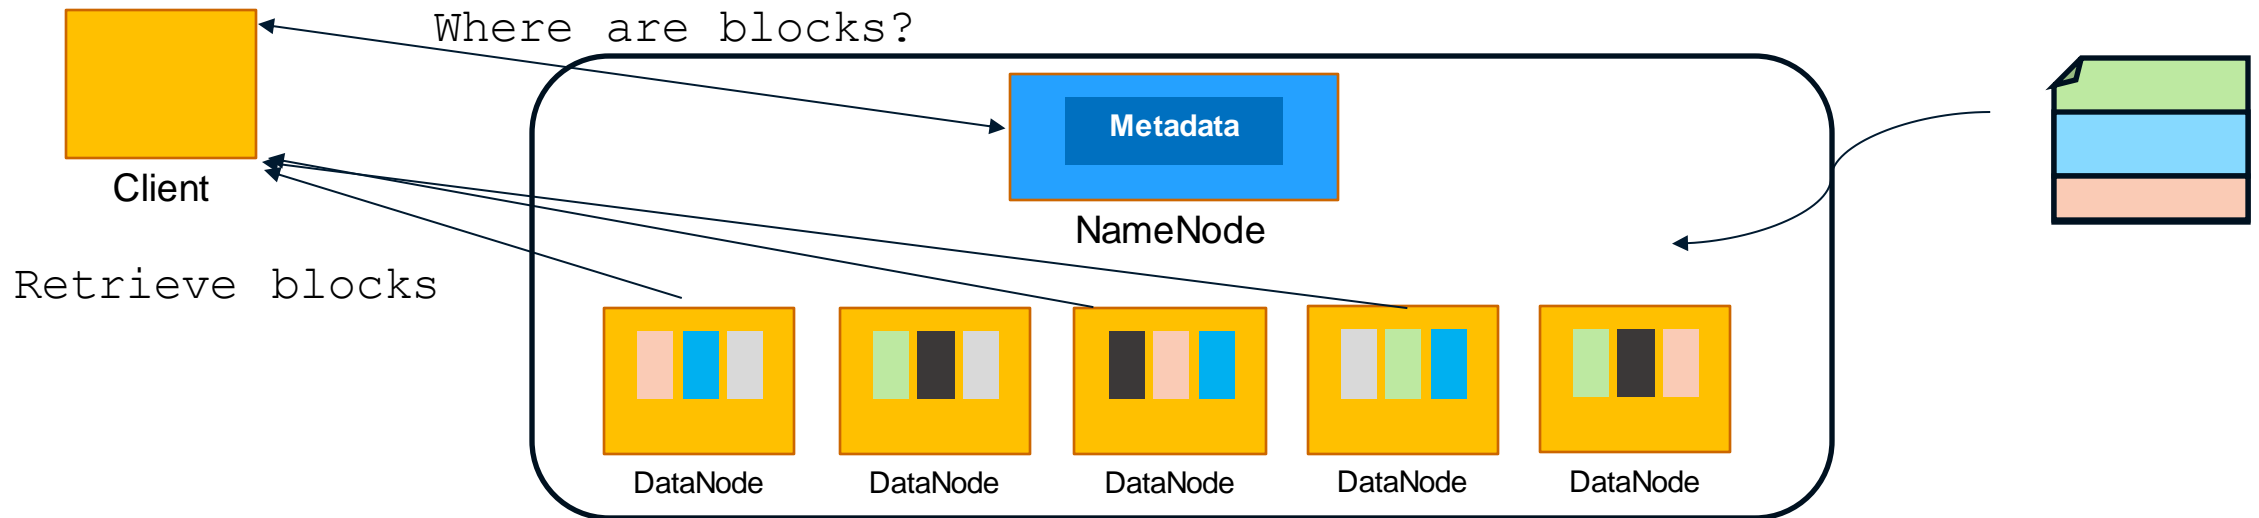 Where are blocks?
Metadata
Client
NameNode
Retrieve blocks
DataNode
DataNode
DataNode
DataNode
DataNode